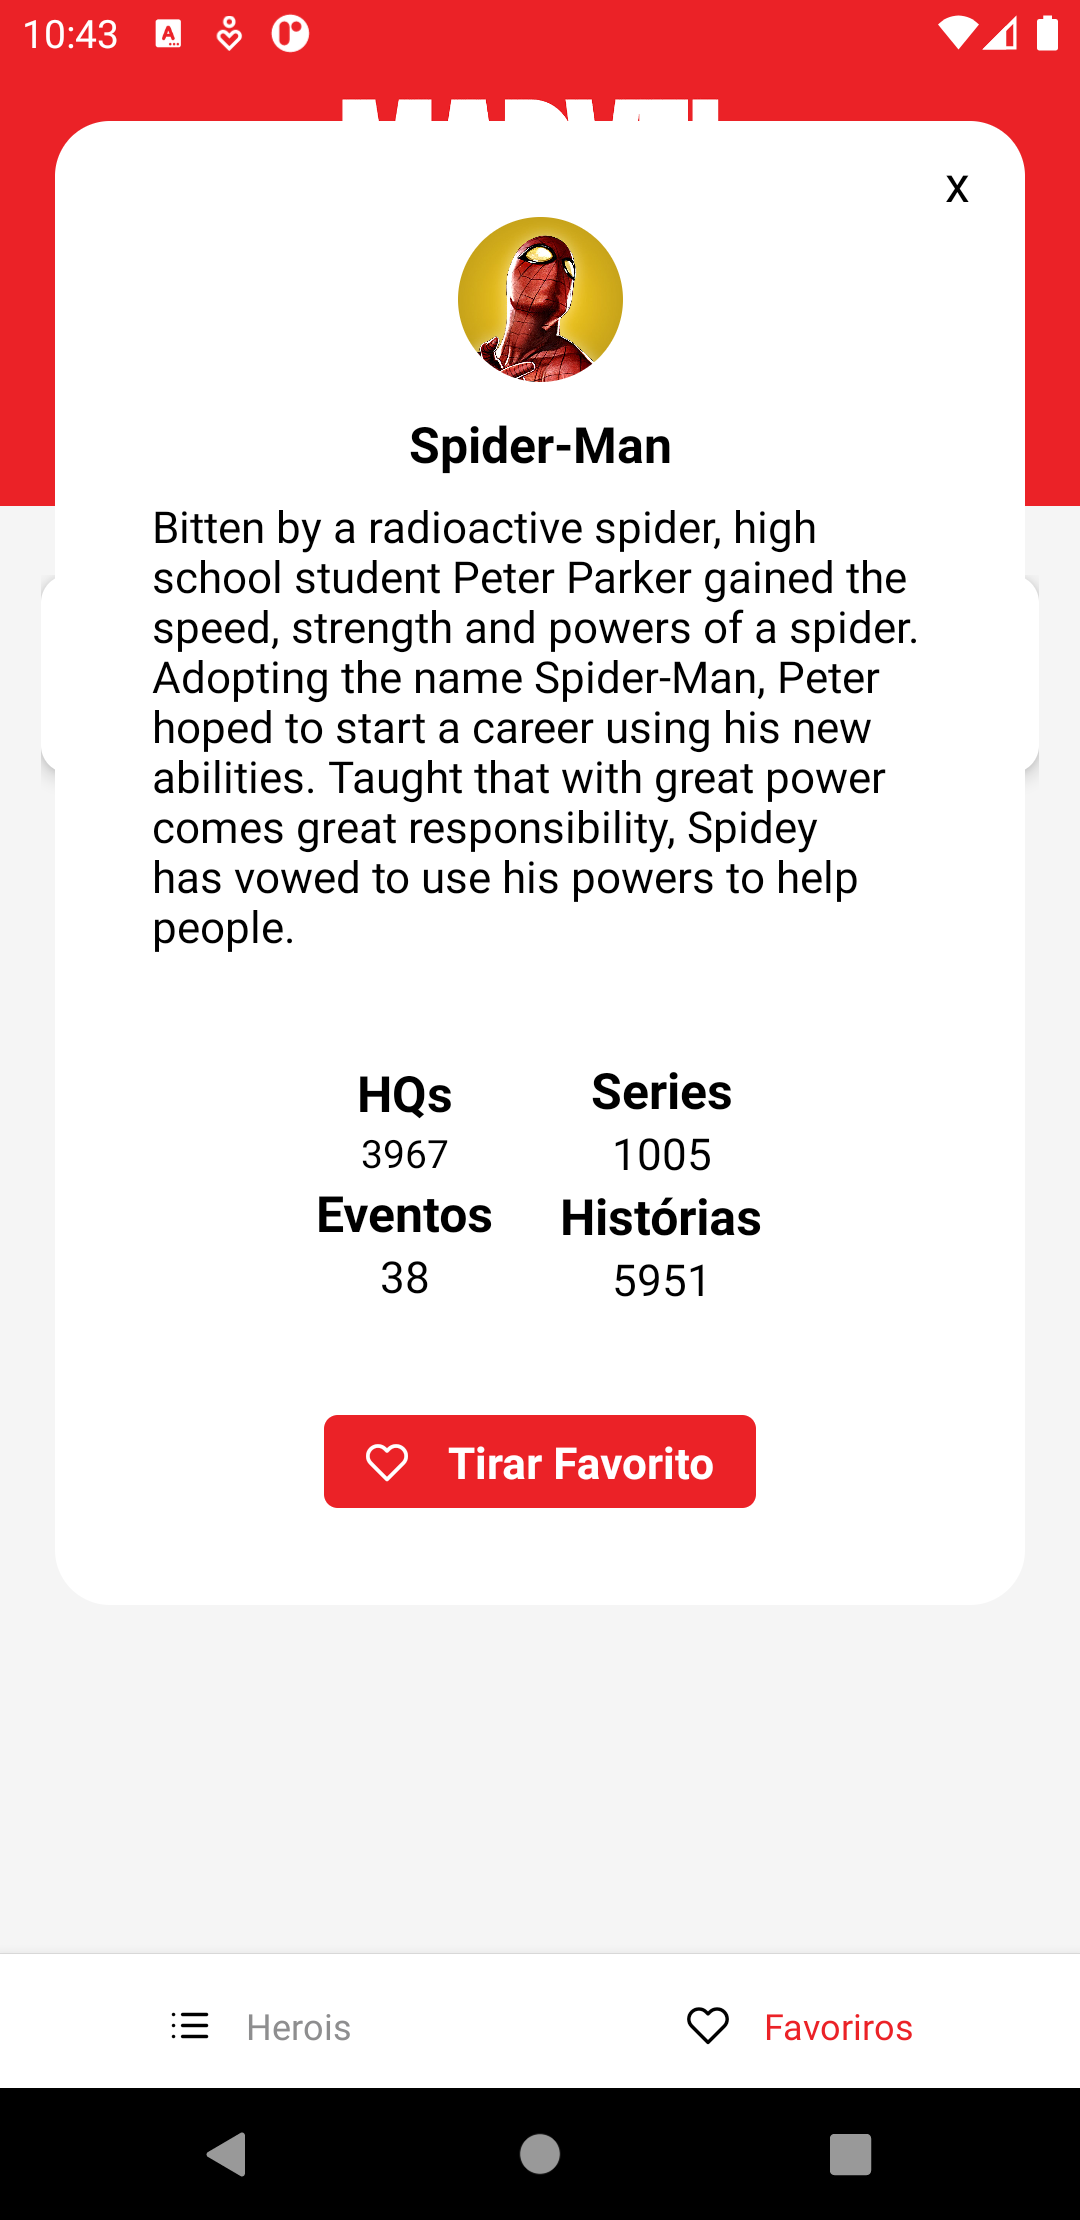 10:43
MARVEL
X
Spider-Man
Bitten by a radioactive spider, high
school student Peter Parker gained the
speed, strength and powers of a spider.
Adopting the name Spider-Man, Peter
hoped to start a career using his new
abilities. Taught that with great power
comes great responsibility, Spidey
has vowed to use his powers to help
people.
HQs Series
3967 1005
Eventos Histórias
38 5951
Tirar Favorito
Herois Favoriros